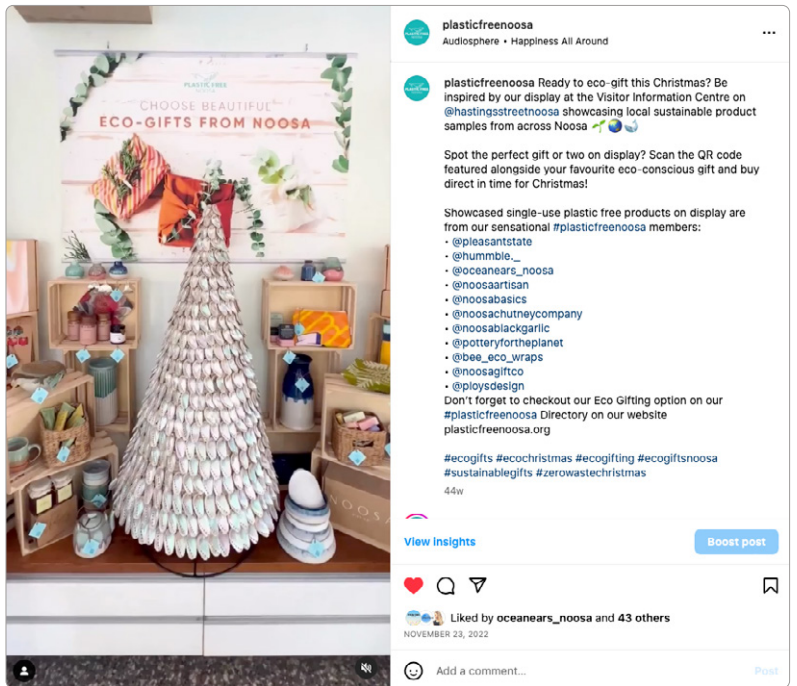 PLASTIC FREE
NOOSA
CHOOSE BEAUTIFUL
ECO-GIFTS FROM NOOSA
NOOSA
plasticfreenoosa
Audiosphere • Happiness All Around
plasticfreenoosa Ready to eco-gift this Christmas? Be
inspired by our display at the Visitor Information Centre on
@hastingsstreetnoosa showcasing local sustainable product
samples from across Noosa 🌱🌏🐋
Spot the perfect gift or two on display? Scan the QR code
featured alongside your favourite eco-conscious gift and buy
direct in time for Christmas!
Showcased single-use plastic free products on display are
from our sensational #plasticfreenoosa members:
• @pleasantstate
• @hummble._
• @oceanears_noosa
• @noosaartisan
• @noosabasics
• @noosachutneycompany
• @noosablackgarlic
• @potteryfortheplanet
• @bee_eco_wraps
• @noosagiftco
• @ploysdesign
Don't forget to checkout our Eco Gifting option on our
#plasticfreenoosa Directory on our website
plasticfreenoosa.org
#ecogifts #ecochristmas #ecogifting #ecogiftsnoosa
#sustainablegifts #zerowastechristmas
44w
View insights
Boost post
Liked by oceanears_noosa and 43 others
NOVEMBER 23, 2022
Add a comment...
Post